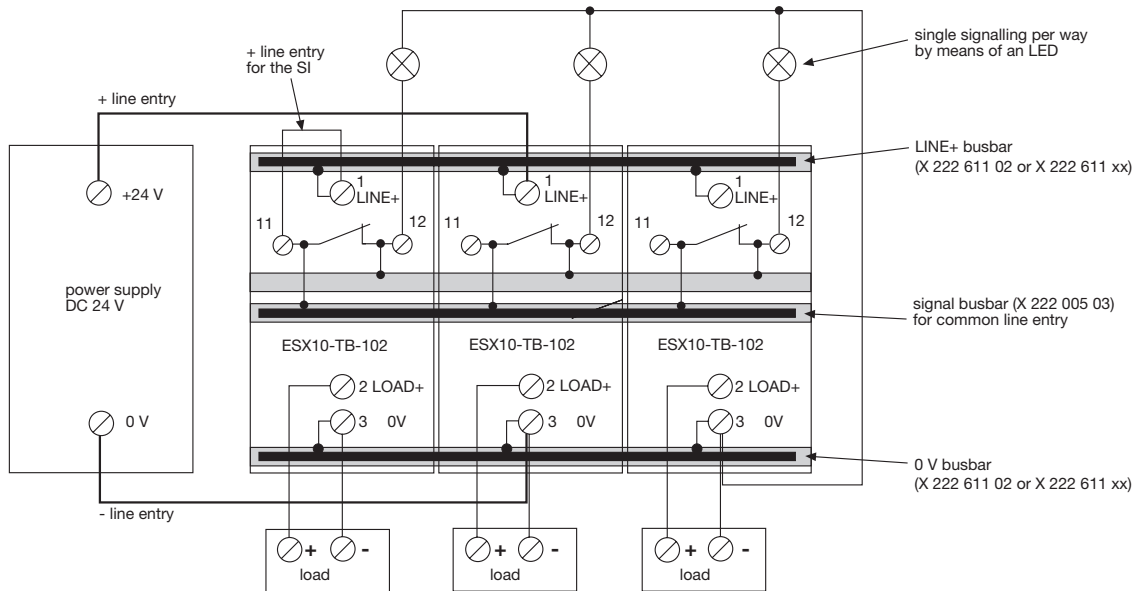 single signalling per way
by means of an LED
+ line entry
for the SI
+ line entry
LINE+ busbar
(X 222 611 02 or X 222 611 xx)
+24 V
1
LINE+
1
LINE+
1
LINE+
11
12
11
12
11
12
power supply
DC 24 V
signal busbar (X 222 005 03)
for common line entry
ESX10-TB-102
ESX10-TB-102
ESX10-TB-102
2 LOAD+
2 LOAD+
2 LOAD+
0 V
3 0V
3 0V
3 0V
0 V busbar
(X 222 611 02 or X 222 611 xx)
- line entry
+ -
+ -
+ -
load
load
load